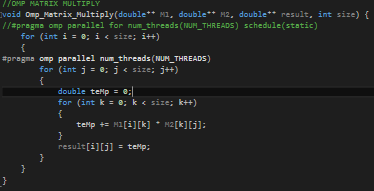 //OMP MATRIX MULTIPLY
void Omp_Matrix_Multiply(double** M1, double** M2, double** result, int size) {
//#pragma omp parallel for num_threads(NUM_THREADS) schedule(static)
for (int i = 0; i < size; i++)
{
#pragma omp parallel num_threads(NUM_THREADS)
for (int j = 0; j < size; j++)
{
double teMp = 0;
for (int k = 0; k < size; k++)
{
teMp += M1[i][k] * M2[k][j];
}
result[i][j] = teMp;
}
}
}